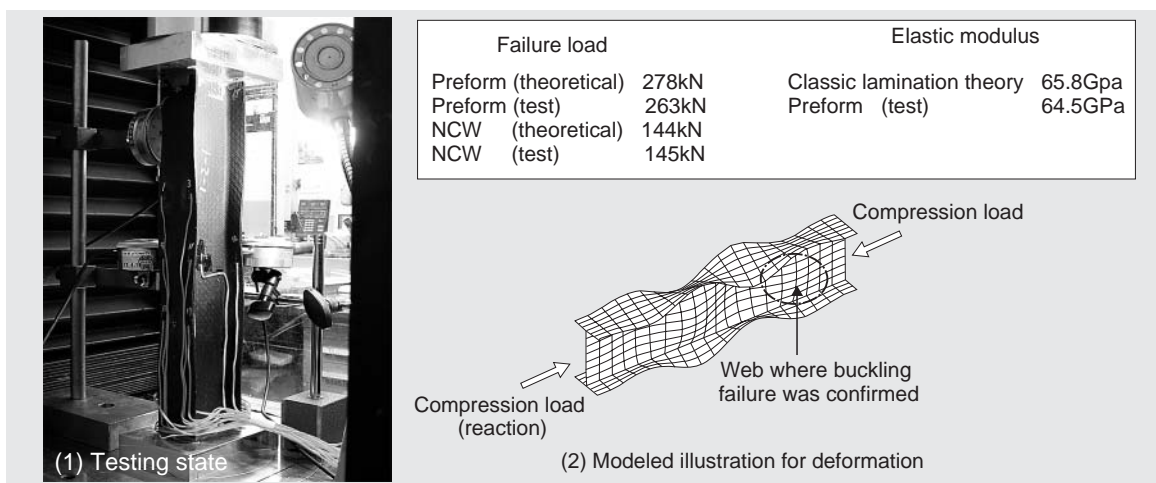 Failure load
Preform (theoretical) 278kN
Preform (test) 263kN
NCW (theoretical) 144kN
NCW (test) 145kN
Elastic modulus
Classic lamination theory 65.8Gpa
Preform (test) 64.5GPa
Compression load
Web where buckling
failure was confirmed
Compression load
(reaction)
(1) Testing state
(2) Modeled illustration for deformation